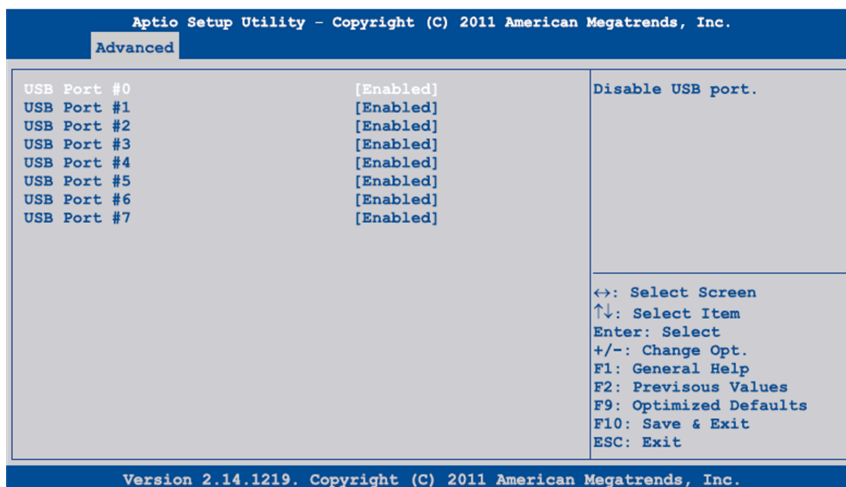 Aptio Setup Utility – Copyright (C) 2011 American Megatrends, Inc.
Advanced
USB Port #0 [Enabled]
USB Port #1 [Enabled]
USB Port #2 [Enabled]
USB Port #3 [Enabled]
USB Port #4 [Enabled]
USB Port #5 [Enabled]
USB Port #6 [Enabled]
USB Port #7 [Enabled]
Disable USB port.
↔: Select Screen
↑↓: Select Item
Enter: Select
+/-: Change Opt.
F1: General Help
F2: Previsous Values
F9: Optimized Defaults
F10: Save & Exit
ESC: Exit
Version 2.14.1219. Copyright (C) 2011 American Megatrends, Inc.